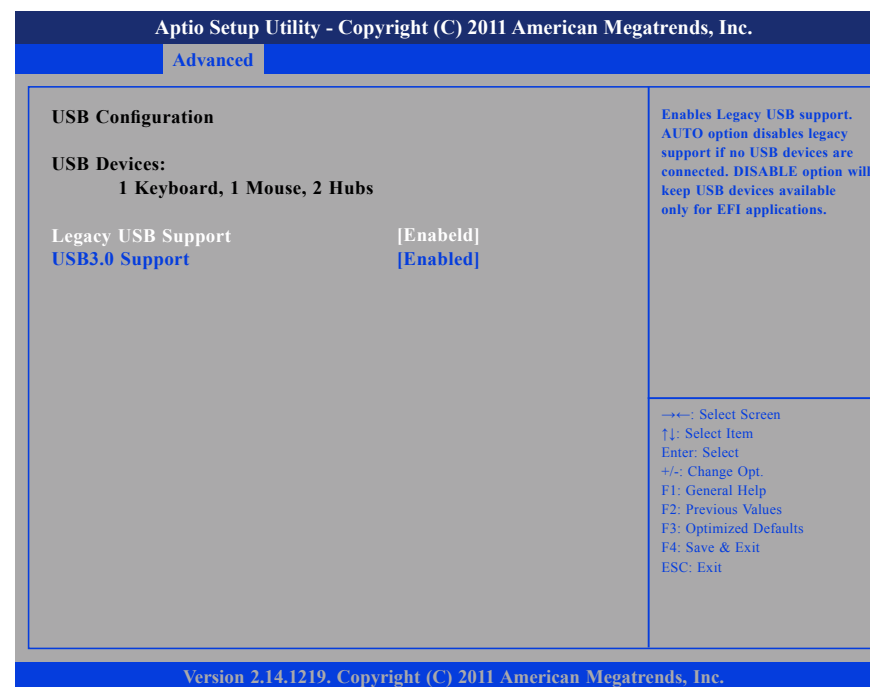 Aptio Setup Utility - Copyright (C) 2011 American Megatrends, Inc.
Advanced
USB Configuration
USB Devices:
1 Keyboard, 1 Mouse, 2 Hubs
Legacy USB Support [Enabeld]
USB3.0 Support [Enabled]
Enables Legacy USB support.
AUTO option disables legacy
support if no USB devices are
connected. DISABLE option will
keep USB devices available
only for EFI applications.
→←: Select Screen
↑↓: Select Item
Enter: Select
+/-: Change Opt.
F1: General Help
F2: Previous Values
F3: Optimized Defaults
F4: Save & Exit
ESC: Exit
Version 2.14.1219. Copyright (C) 2011 American Megatrends, Inc.